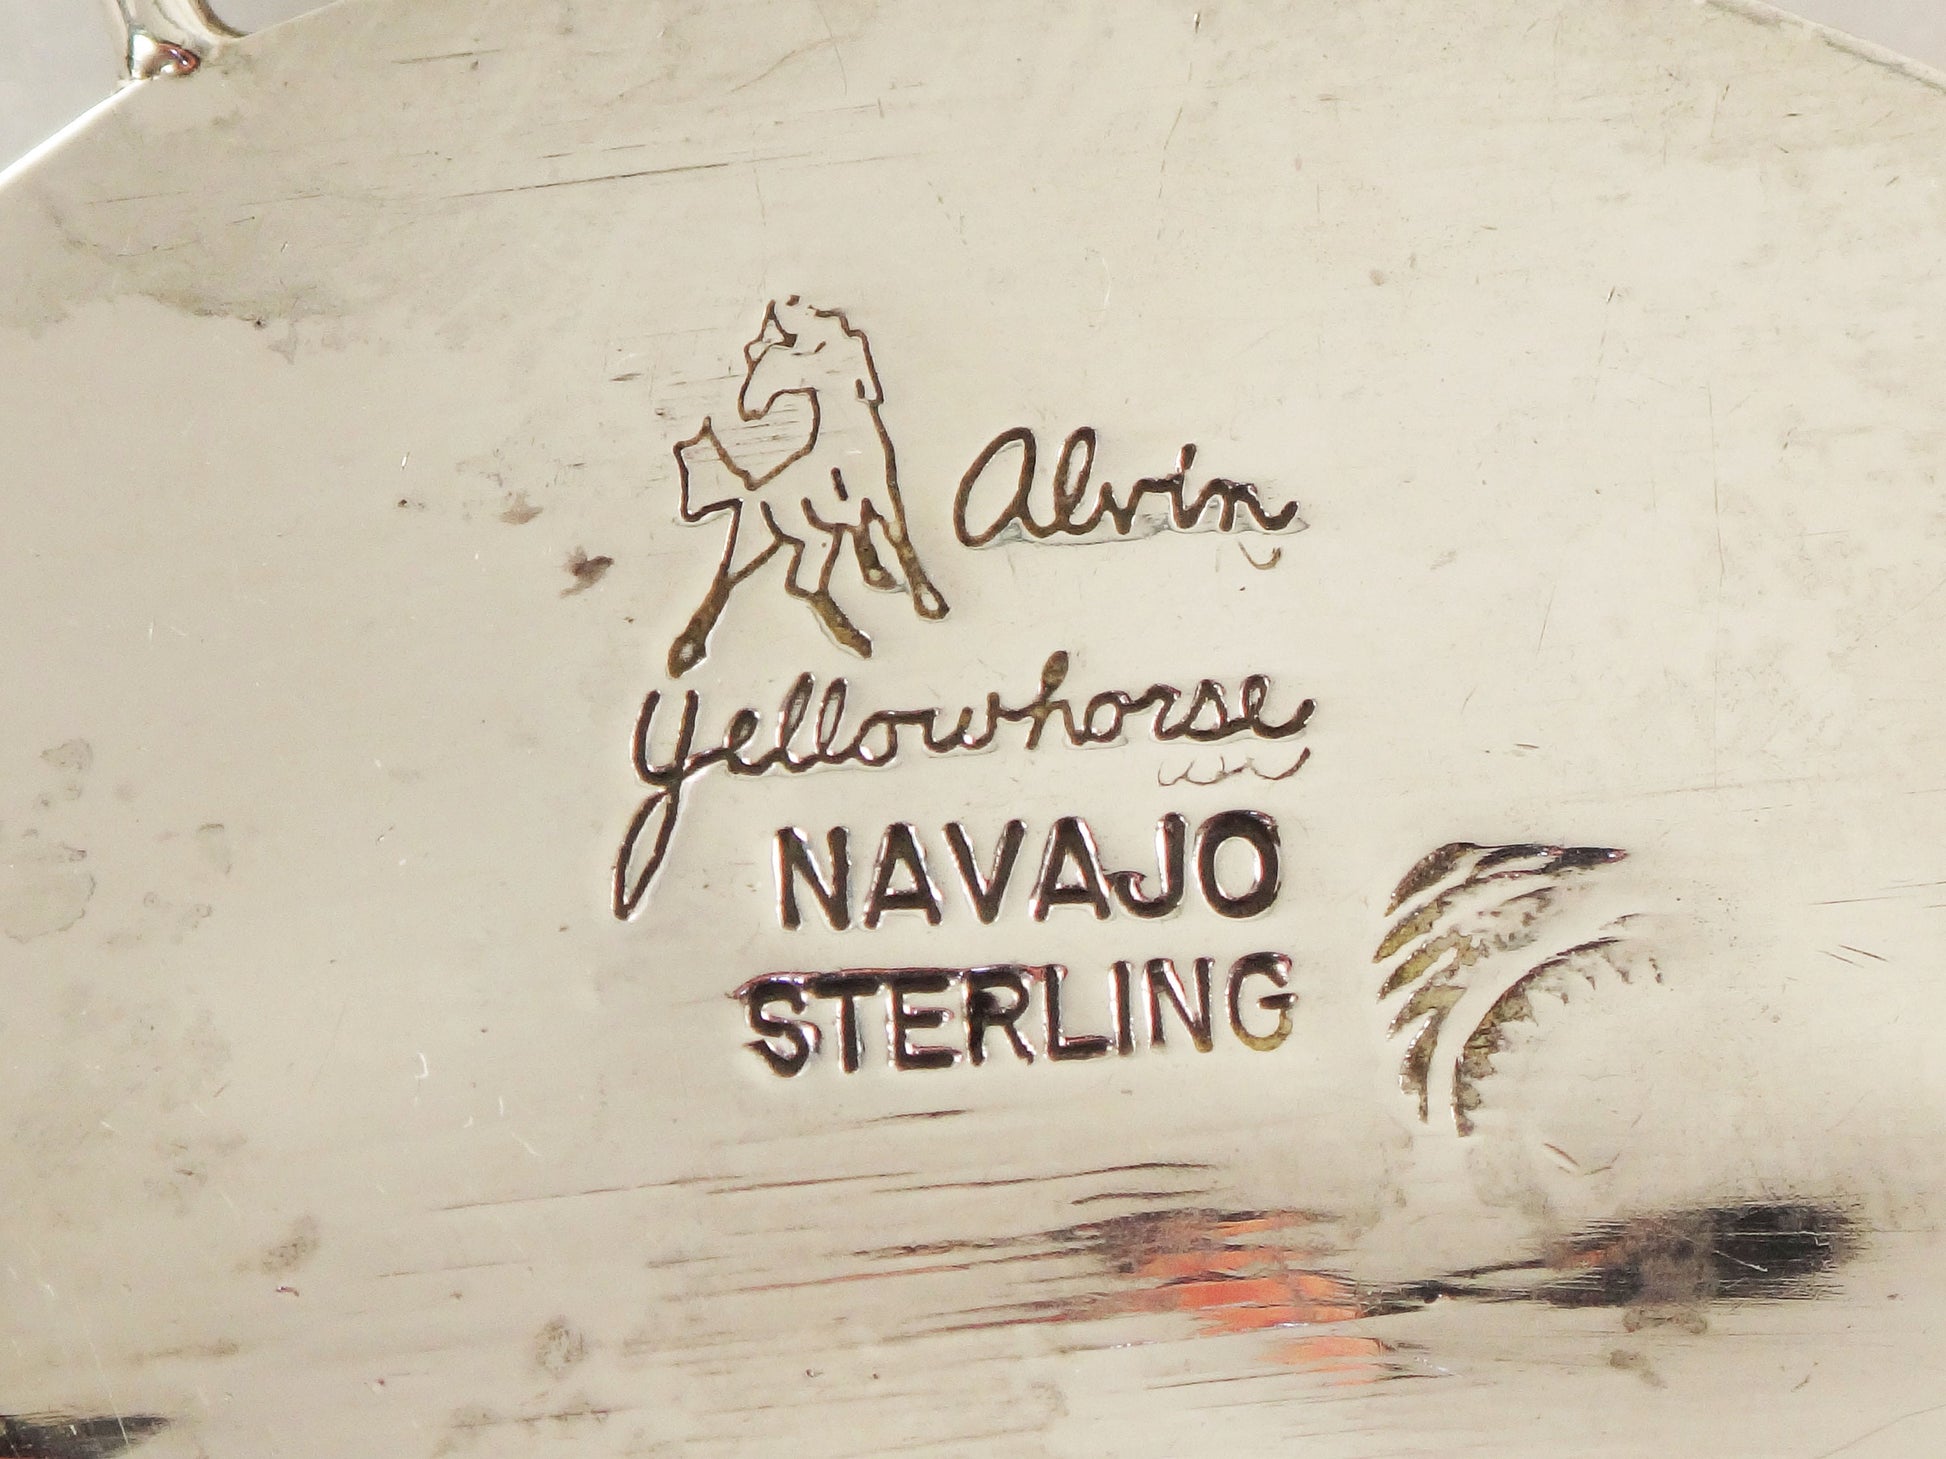 Alvin
Yellowhorse
NAVAJO
STERLING